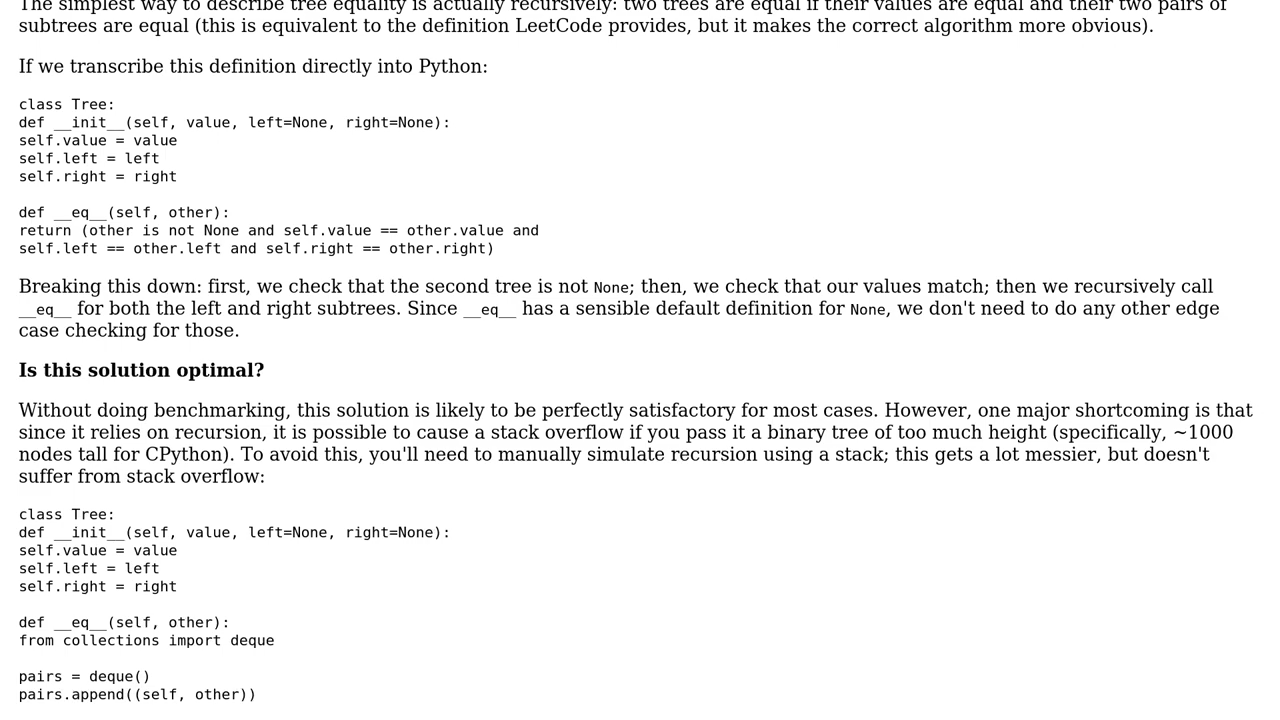 The simplest way to describe tree equality is actually recursively: two trees are equal if their values are equal and their two pairs of
subtrees are equal (this is equivalent to the definition LeetCode provides, but it makes the correct algorithm more obvious).
If we transcribe this definition directly into Python:
class Tree:
def __init__(self, value, left=None, right=None):
self.value = value
self.left = left
self.right = right
def __eq__(self, other):
return (other is not None and self.value == other.value and
self.left == other.left and self.right == other.right)
Breaking this down: first, we check that the second tree is not None; then, we check that our values match; then we recursively call
__eq__ for both the left and right subtrees. Since __eq__ has a sensible default definition for None, we don't need to do any other edge
case checking for those.
Is this solution optimal?
Without doing benchmarking, this solution is likely to be perfectly satisfactory for most cases. However, one major shortcoming is that
since it relies on recursion, it is possible to cause a stack overflow if you pass it a binary tree of too much height (specifically, ~1000
nodes tall for CPython). To avoid this, you'll need to manually simulate recursion using a stack; this gets a lot messier, but doesn't
suffer from stack overflow:
class Tree:
def __init__(self, value, left=None, right=None):
self.value = value
self.left = left
self.right = right
def __eq__(self, other):
from collections import deque
pairs = deque()
pairs.append((self, other))